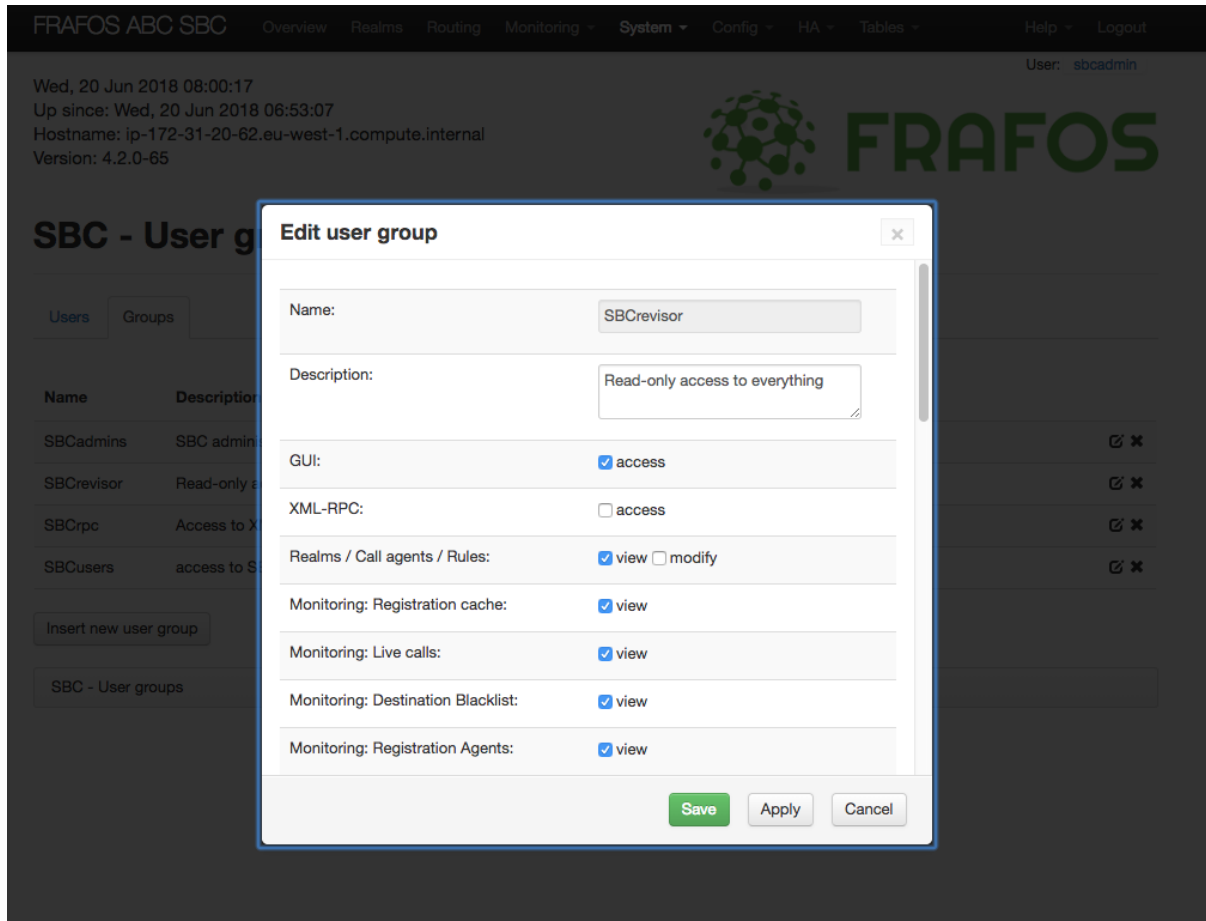 FRAFOS ABC SBC Overview Realms Routing Monitoring System Config HA Tables Help Logout
User: sbcadmin
Wed, 20 Jun 2018 08:00:17
Up since: Wed, 20 Jun 2018 06:53:07
Hostname: ip-172-31-20-62.eu-west-1.compute.internal
Version: 4.2.0-65
FRAFOS
SBC - User g
Users Groups
Name Description
SBCadmins SBC adminis
SBCrevisor Read-only a
SBCrpc Access to X
SBCusers access to S
Insert new user group
SBC - User groups
Edit user group
Name: SBCrevisor
Description: Read-only access to everything
GUI: access
XML-RPC: access
Realms / Call agents / Rules: view modify
Monitoring: Registration cache: view
Monitoring: Live calls: view
Monitoring: Destination Blacklist: view
Monitoring: Registration Agents: view
Save Apply Cancel